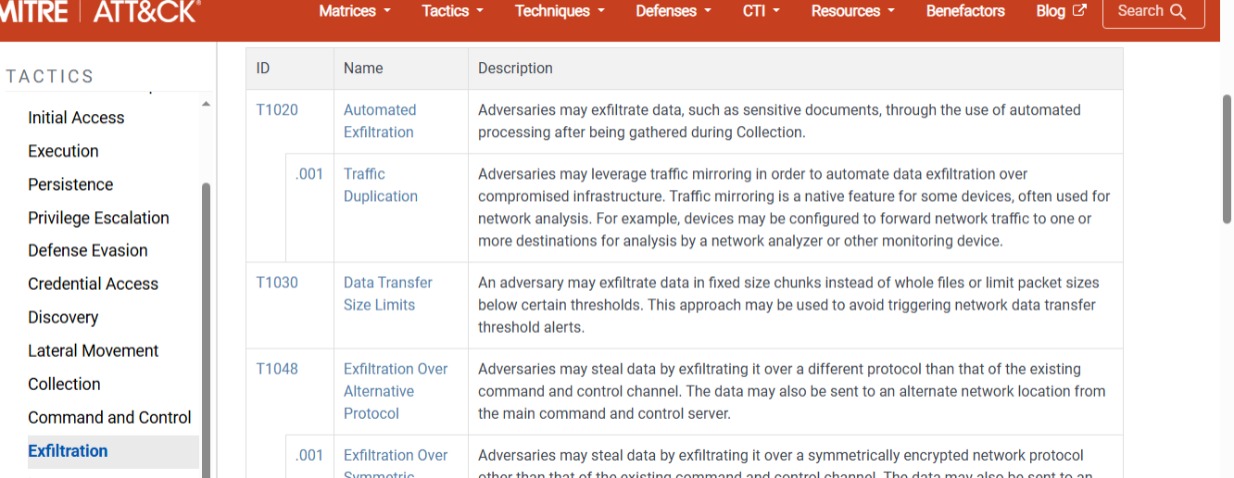 MITRE | ATT&CK®
Matrices Tactics Techniques Defenses CTI Resources Benefactors Blog Search
TACTICS
Initial Access
Execution
Persistence
Privilege Escalation
Defense Evasion
Credential Access
Discovery
Lateral Movement
Collection
Command and Control
Exfiltration
ID Name Description
T1020 Automated Adversaries may exfiltrate data, such as sensitive documents, through the use of automated
Exfiltration processing after being gathered during Collection.
.001 Traffic Adversaries may leverage traffic mirroring in order to automate data exfiltration over
Duplication compromised infrastructure. Traffic mirroring is a native feature for some devices, often used for
network analysis. For example, devices may be configured to forward network traffic to one or
more destinations for analysis by a network analyzer or other monitoring device.
T1030 Data Transfer An adversary may exfiltrate data in fixed size chunks instead of whole files or limit packet sizes
Size Limits below certain thresholds. This approach may be used to avoid triggering network data transfer
threshold alerts.
T1048 Exfiltration Over Adversaries may steal data by exfiltrating it over a different protocol than that of the existing
Alternative command and control channel. The data may also be sent to an alternate network location from
Protocol the main command and control server.
.001 Exfiltration Over Adversaries may steal data by exfiltrating it over a symmetrically encrypted network protocol
Symmetric other than that of the existing command and control channel. The data may also be sent to an